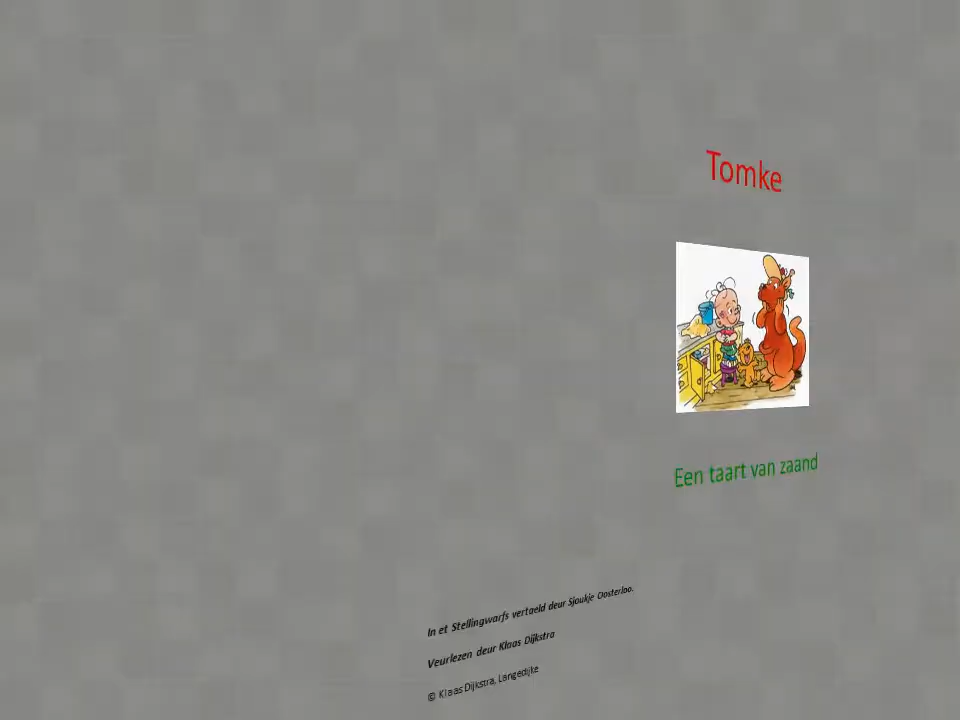 Tomke
Een taart van zaand
In et Stellingwarfs vertaeld deur Sjoukje Oosterloo.
Veurlezen deur Klaas Dijkstra
© Klaas Dijkstra, Langedijke